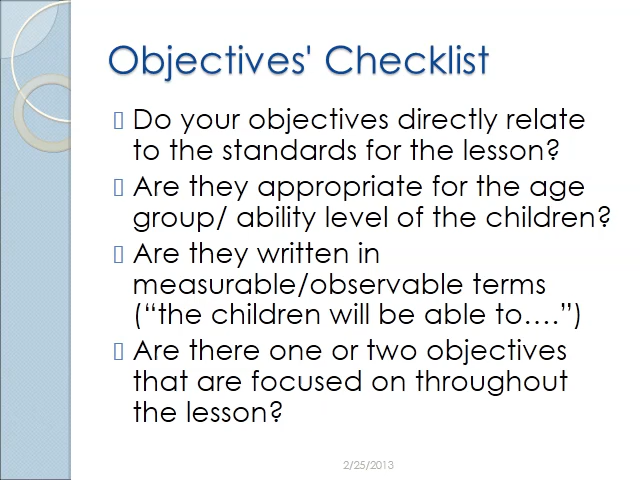 Objectives' Checklist
▯ Do your objectives directly relate
to the standards for the lesson?
▯ Are they appropriate for the age
group/ ability level of the children?
▯ Are they written in
measurable/observable terms
(“the children will be able to….”)
▯ Are there one or two objectives
that are focused on throughout
the lesson?
2/25/2013